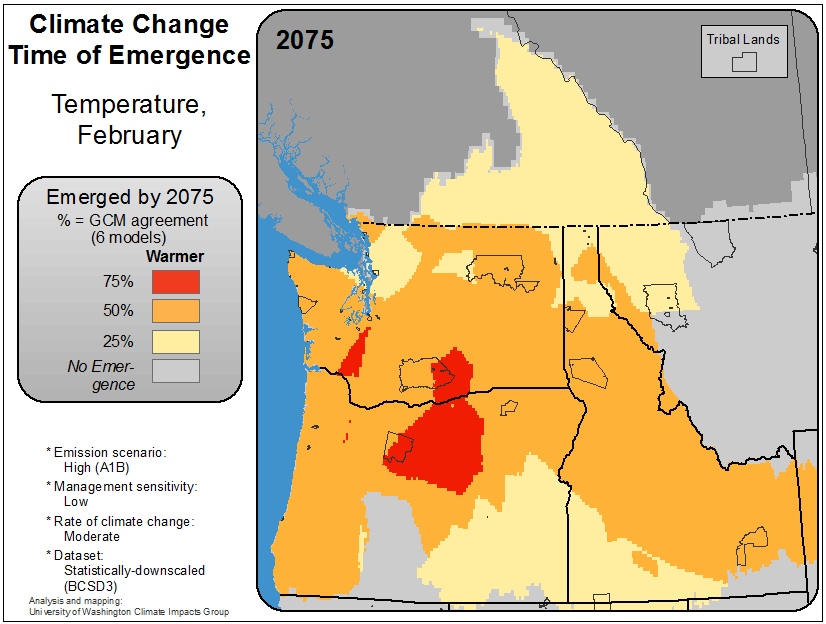 Climate Change
Time of Emergence
Temperature,
February
Emerged by 2075
% = GCM agreement
(6 models)
Warmer
75%
50%
25%
No Emer-
gence
* Emission scenario:
High (A1B)
* Management sensitivity:
Low
* Rate of climate change:
Moderate
* Dataset:
Statistically-downscaled
(BCSD3)
Analysis and mapping:
University of Washington Climate Impacts Group
2075
Tribal Lands